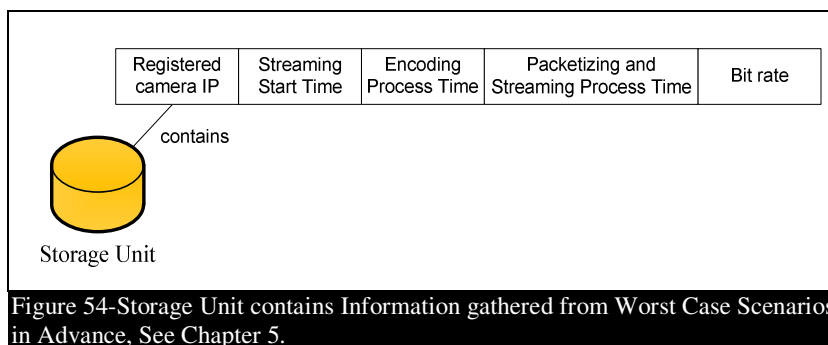 Registered camera IP
Streaming Start Time
Encoding Process Time
Packetizing and Streaming Process Time
Bit rate
contains
Storage Unit
Figure 54-Storage Unit contains Information gathered from Worst Case Scenarios
in Advance, See Chapter 5.